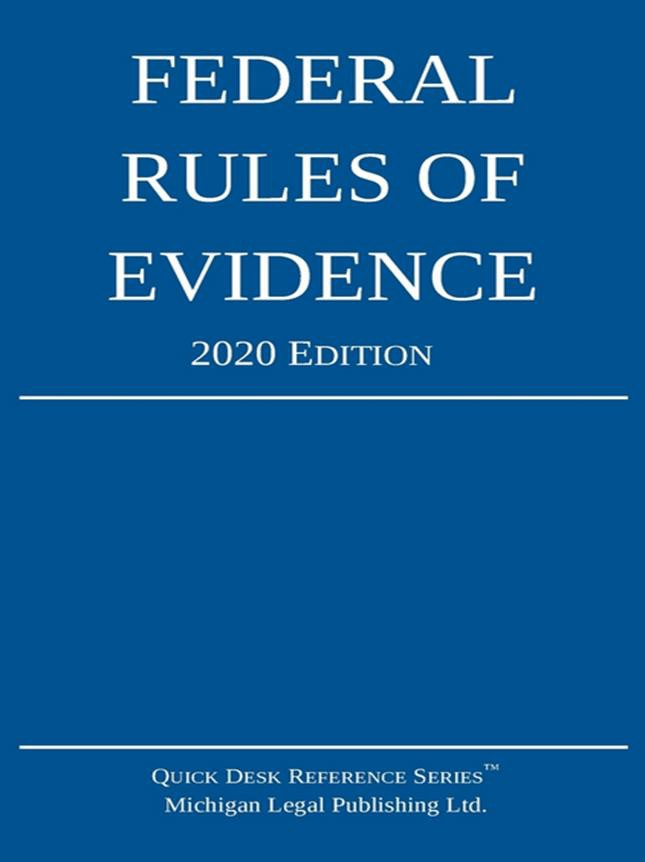 FEDERAL
RULES OF
EVIDENCE
2020 EDITION
QUICK DESK REFERENCE SERIES™
Michigan Legal Publishing Ltd.